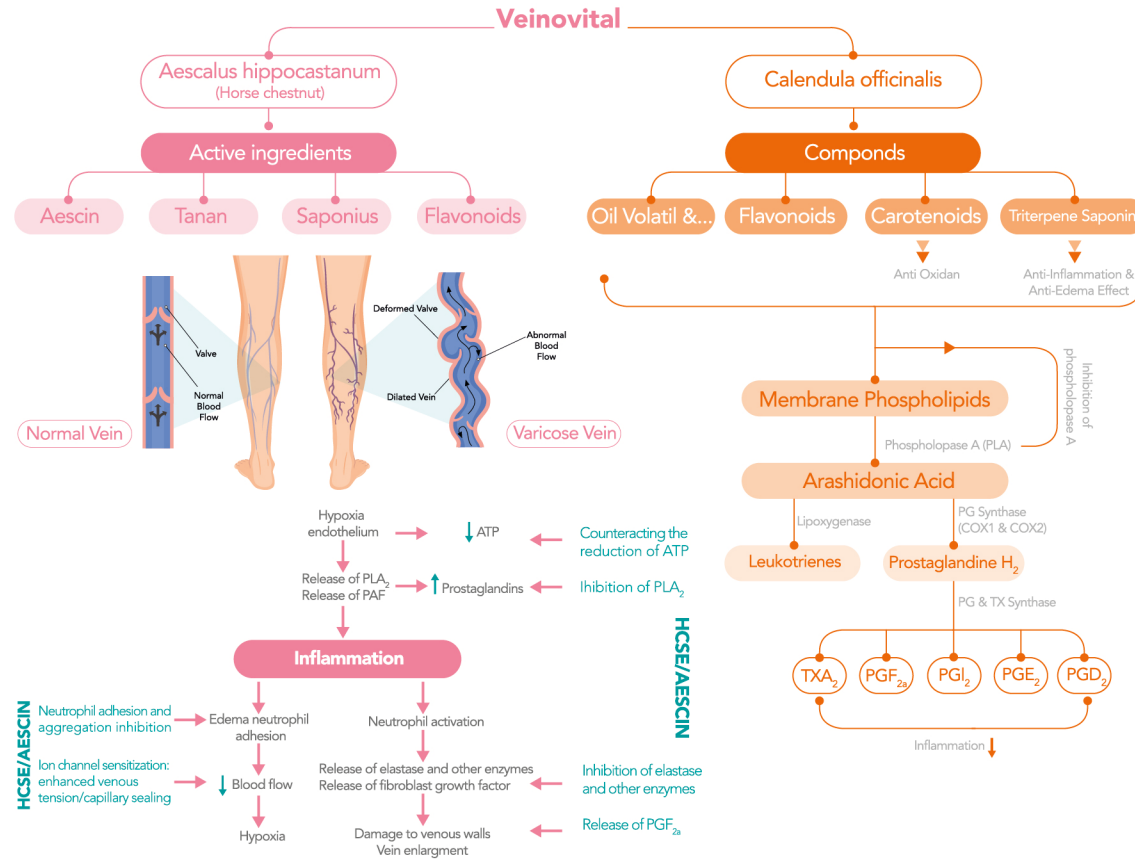 Veinovital
Aescalus hippocastanum
(Horse chestnut)
Active ingredients
Aescin
Tanan
Saponius
Flavonoids
Calendula officinalis
Componds
Oil Volatil &...
Flavonoids
Carotenoids
Triterpene Saponin
Anti Oxidan
Anti-Inflammation &
Anti-Edema Effect
Valve
Normal
Blood
Flow
Normal Vein
Deformed Valve
Dilated Vein
Abnormal
Blood
Flow
Varicose Vein
Inhibition of
phospholopase A
Membrane Phospholipids
Phospholopase A (PLA)
Arashidonic Acid
Lipoxygenase
PG Synthase
(COX1 & COX2)
Leukotrienes
Prostaglandine H₂
PG & TX Synthase
TXA₂
PGF₂ₐ
PGI₂
PGE₂
PGD₂
Inflammation ↓
Hypoxia
endothelium
↓ ATP
Counteracting the
reduction of ATP
Release of PLA₂
Release of PAF
↑ Prostaglandins
Ihibition of PLA₂
HCSE/AESCIN
Inflammation
HCSE/AESCIN
Neutrophil adhesion and
aggregation inhibition
Edema neutrophil
adhesion
Neutrophil activation
Ion channel sensitization:
enhanced venous
tension/capillary sealing
↓ Blood flow
Release of elastase and other enzymes
Release of fibroblast growth factor
Inhibition of elastase
and other enzymes
Hypoxia
Damage to venous walls
Vein enlargment
Release of PGF₂ₐ